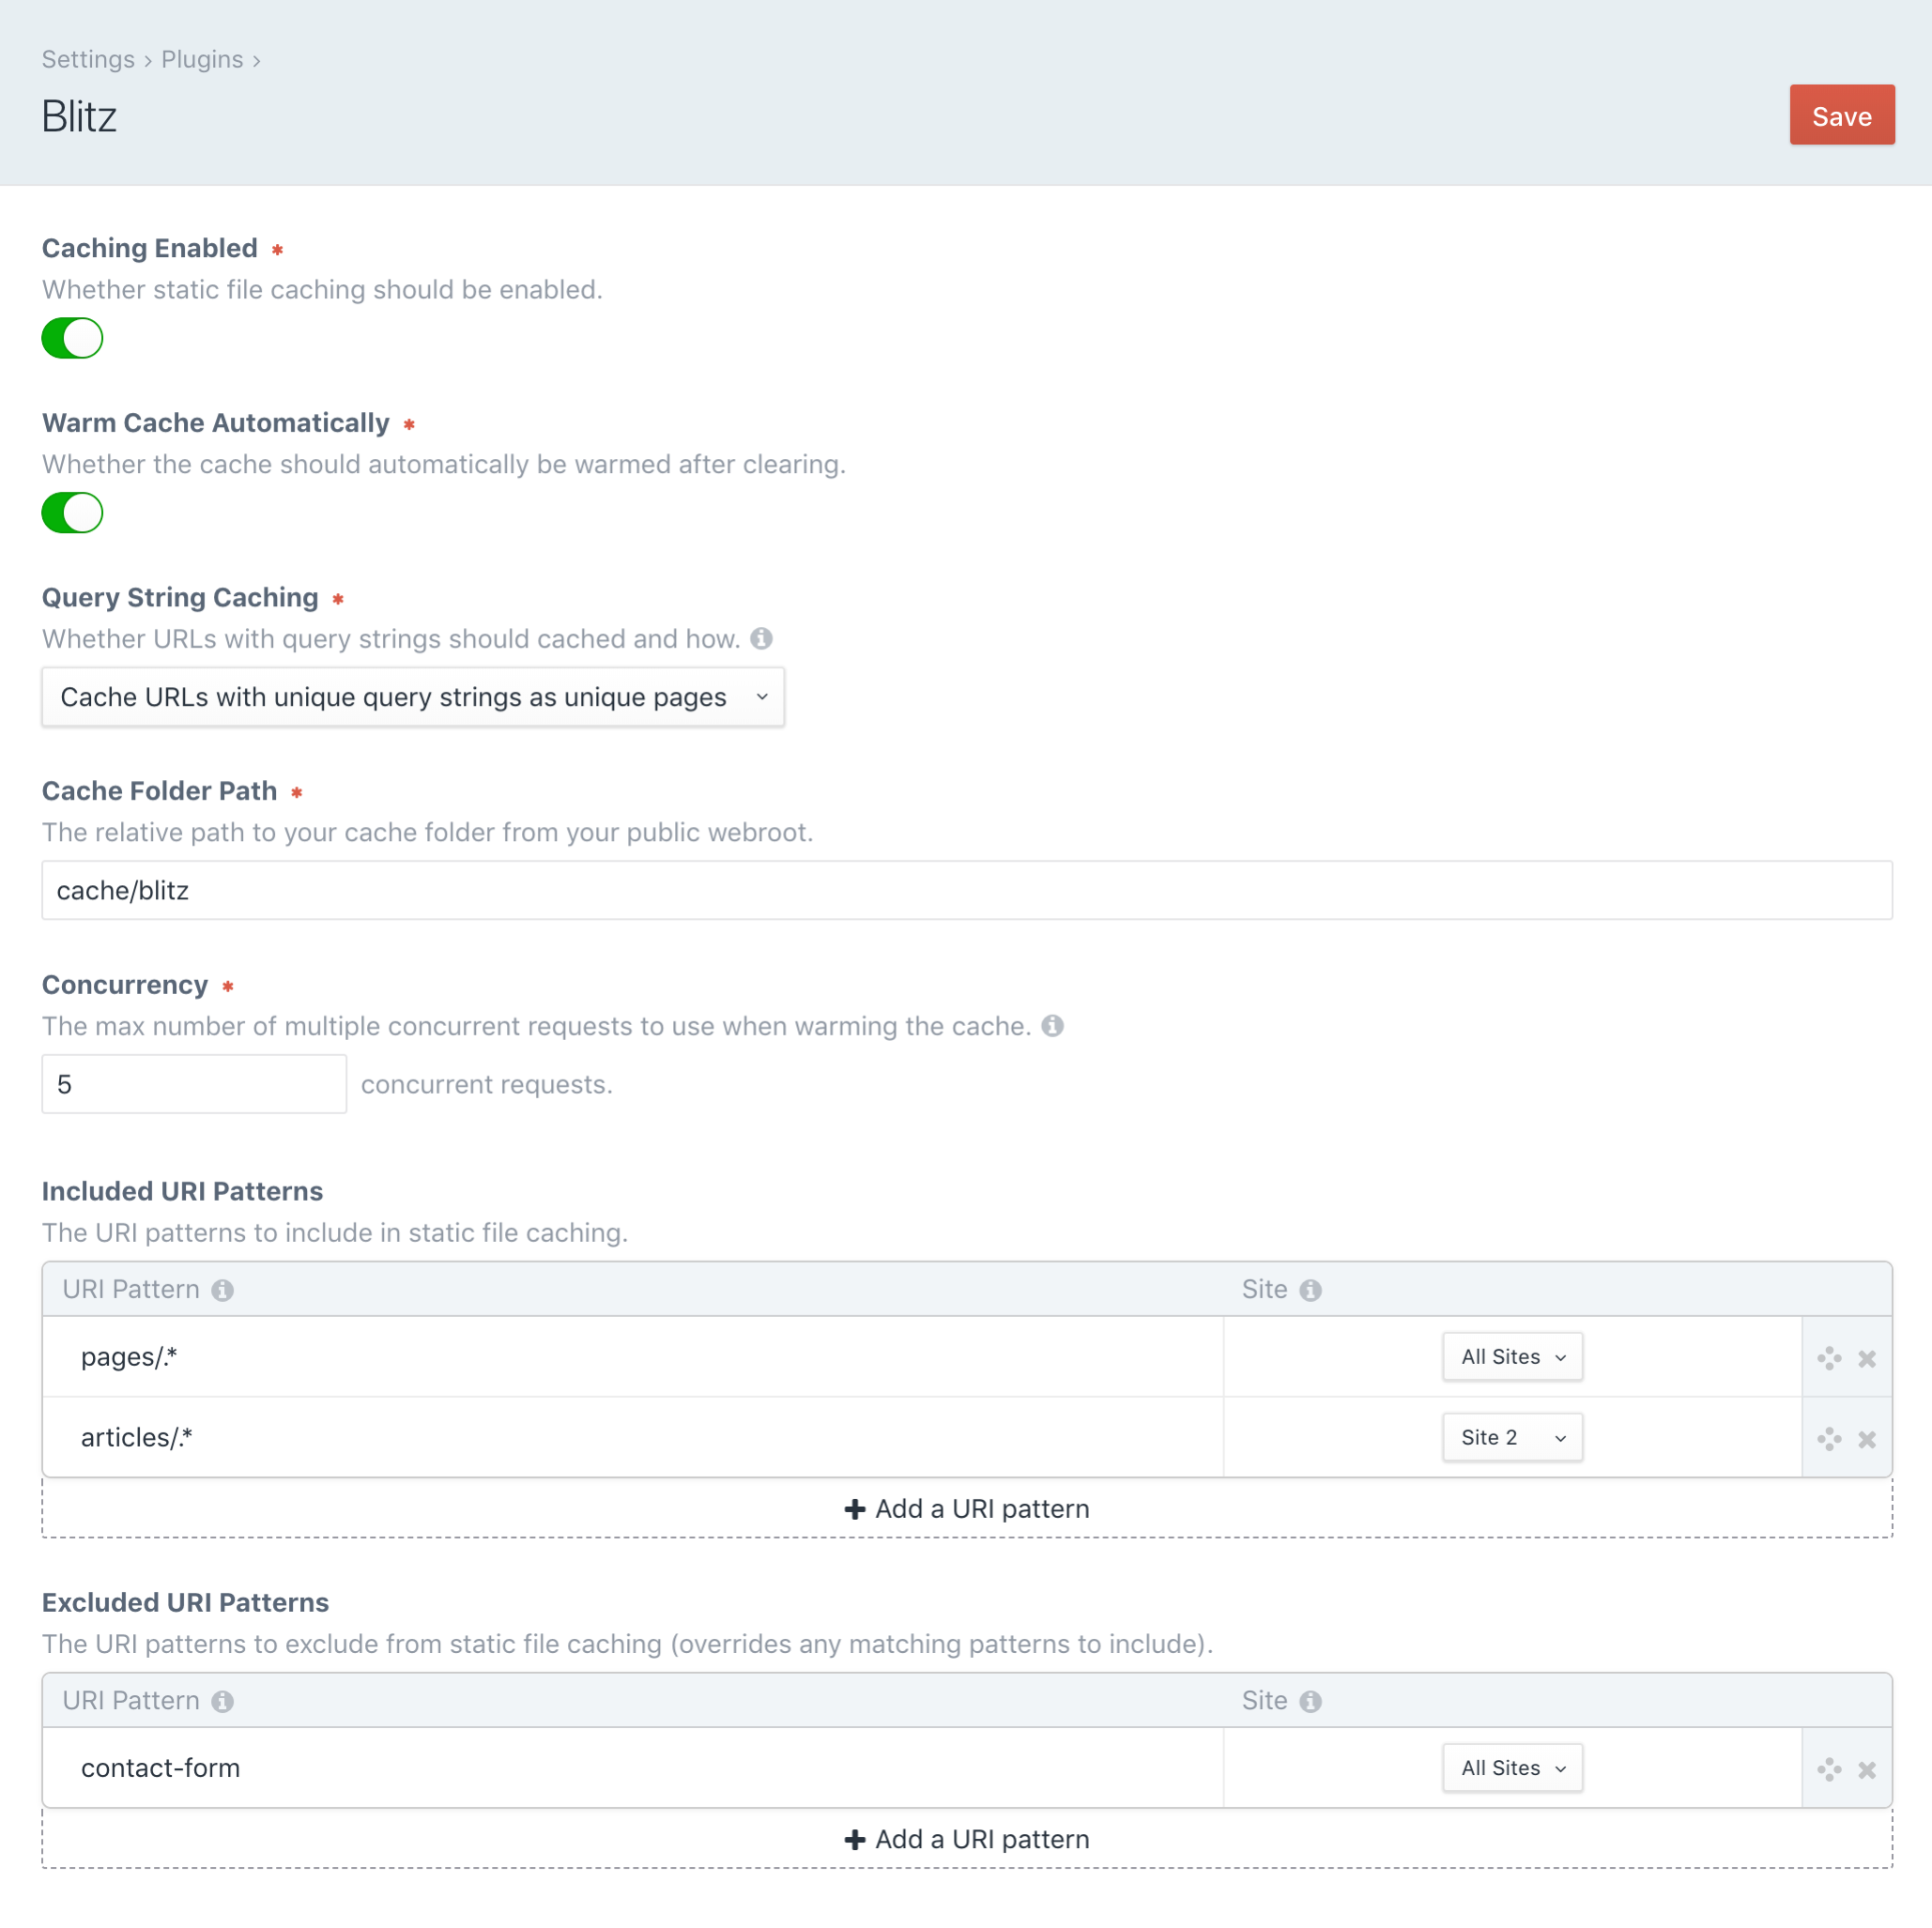 Settings › Plugins ›
Blitz
Save
Caching Enabled *
Whether static file caching should be enabled.
Warm Cache Automatically *
Whether the cache should automatically be warmed after clearing.
Query String Caching *
Whether URLs with query strings should cached and how.
Cache URLs with unique query strings as unique pages
Cache Folder Path *
The relative path to your cache folder from your public webroot.
cache/blitz
Concurrency *
The max number of multiple concurrent requests to use when warming the cache.
5 concurrent requests.
Included URI Patterns
The URI patterns to include in static file caching.
URI Pattern Site
pages/.* All Sites
articles/.* Site 2
+ Add a URI pattern
Excluded URI Patterns
The URI patterns to exclude from static file caching (overrides any matching patterns to include).
URI Pattern Site
contact-form All Sites
+ Add a URI pattern